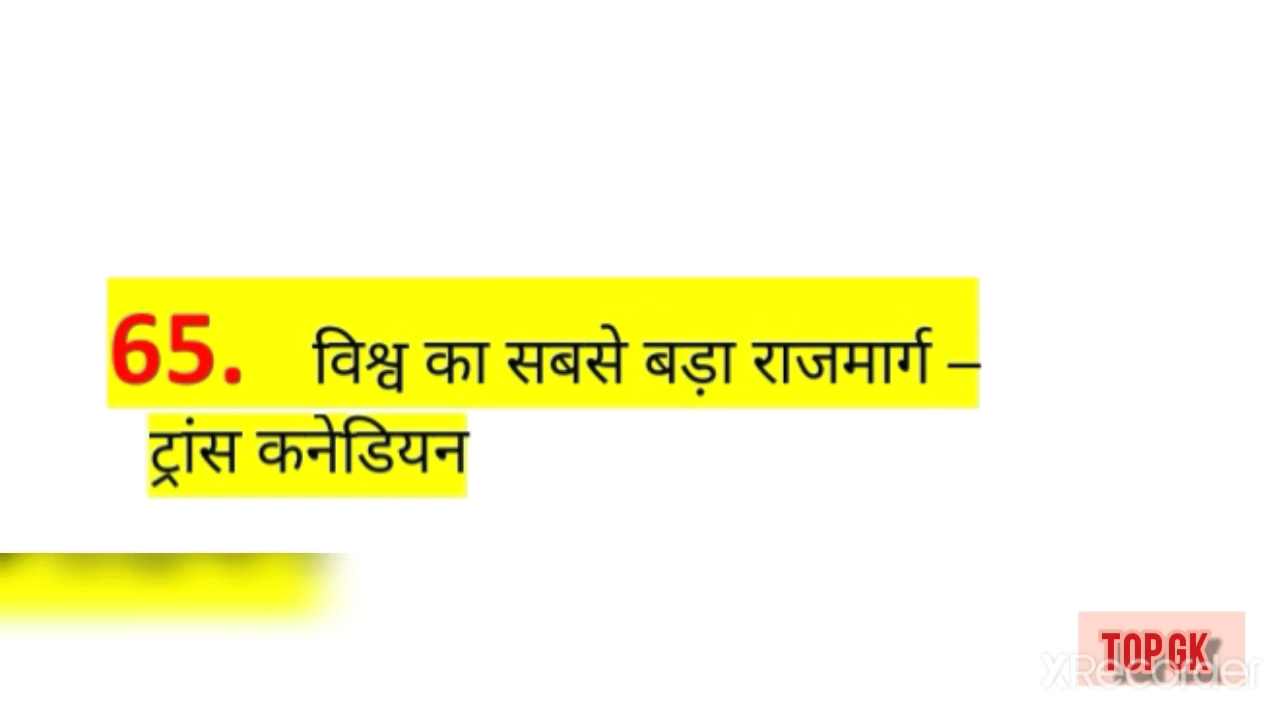 65. विश्व का सबसे बड़ा राजमार्ग –
ट्रांस कनेडियन
TOP GK
XRecorder